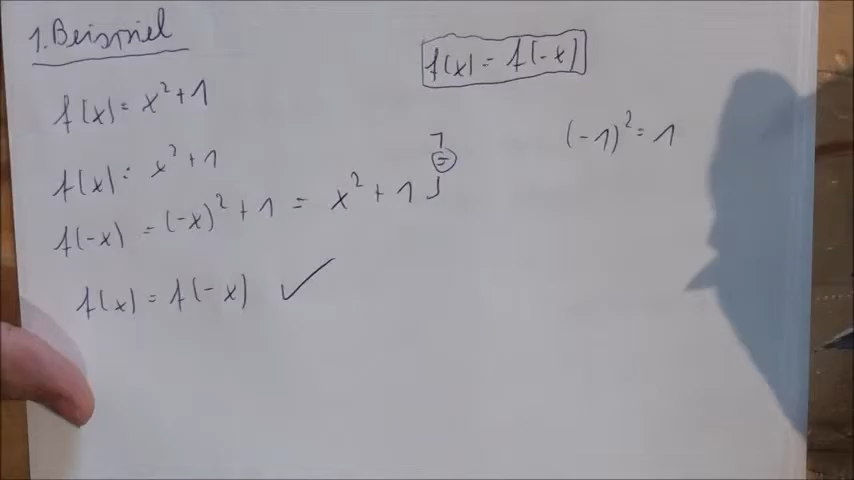 1. Beispiel
f(x) = f(-x)
f(x) = x² + 1
(-1)² = 1
f(x) = x² + 1
=
f(-x) = (-x)² + 1 = x² + 1
f(x) = f(-x) ✓